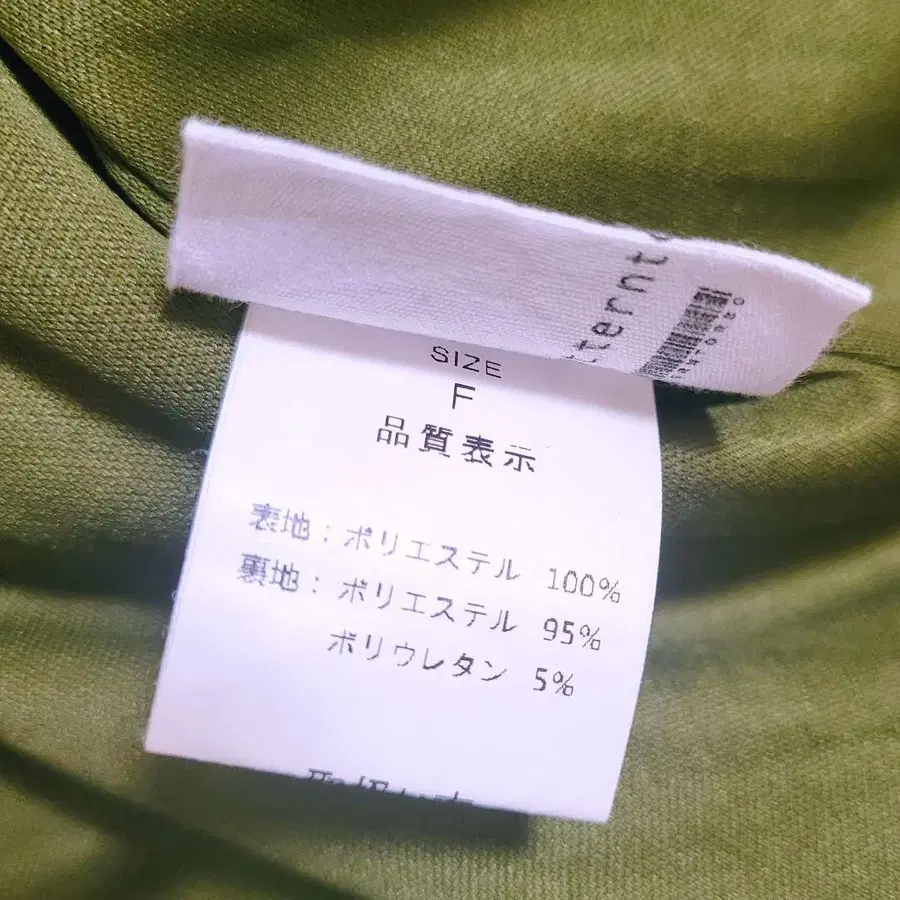 SIZE
F
品質表示
表地：ポリエステル 100%
裏地：ポリエステル 95%
ポリウレタン 5%